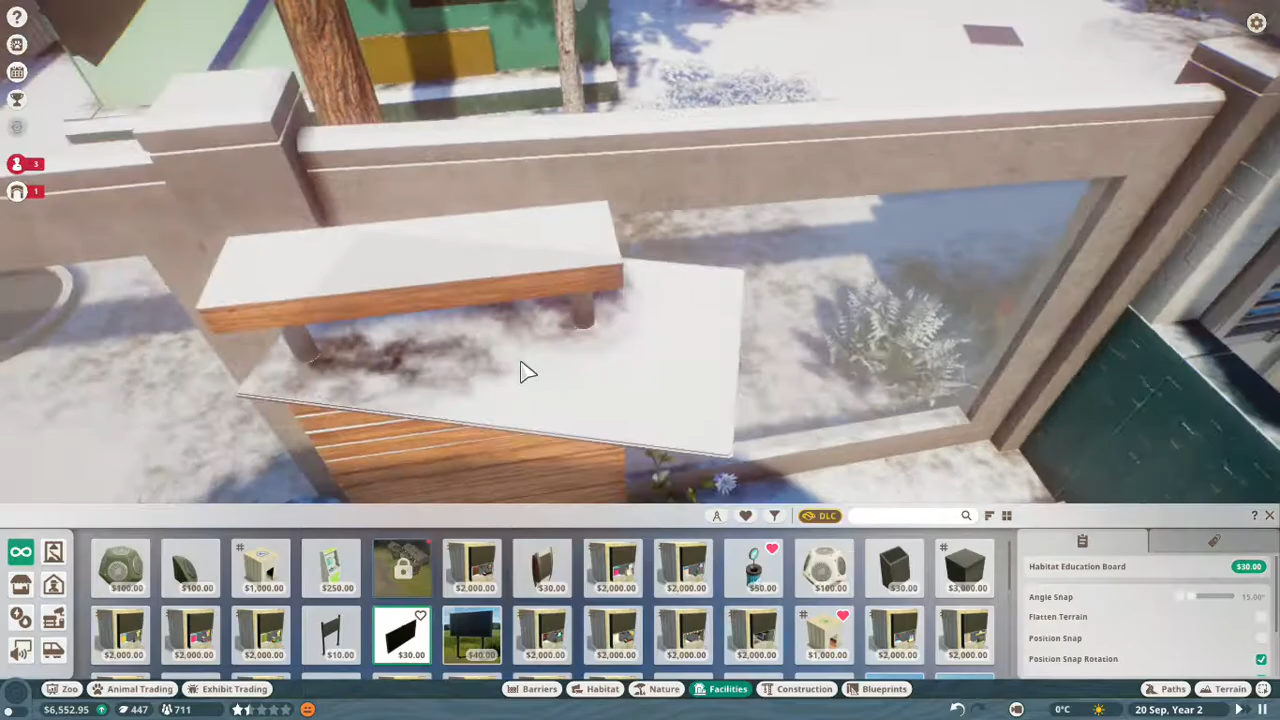 ?
3
1
DLC
?
$100.00
$100.00
#
$1,000.00
$250.00
$2,000.00
$30.00
$2,000.00
$2,000.00
$50.00
$100.00
$30.00
#
$3,000.00
$2,000.00
$2,000.00
$2,000.00
$10.00
$30.00
$40.00
$2,000.00
$2,000.00
$2,000.00
$2,000.00
#
$1,000.00
$2,000.00
$2,000.00
Habitat Education Board
$30.00
Angle Snap
15.00°
Flatten Terrain
Position Snap
Position Snap Rotation
Zoo
Animal Trading
Exhibit Trading
Barriers
Habitat
Nature
Facilities
Construction
Blueprints
Paths
Terrain
$6,552.95
447
711
0°C
20 Sep, Year 2